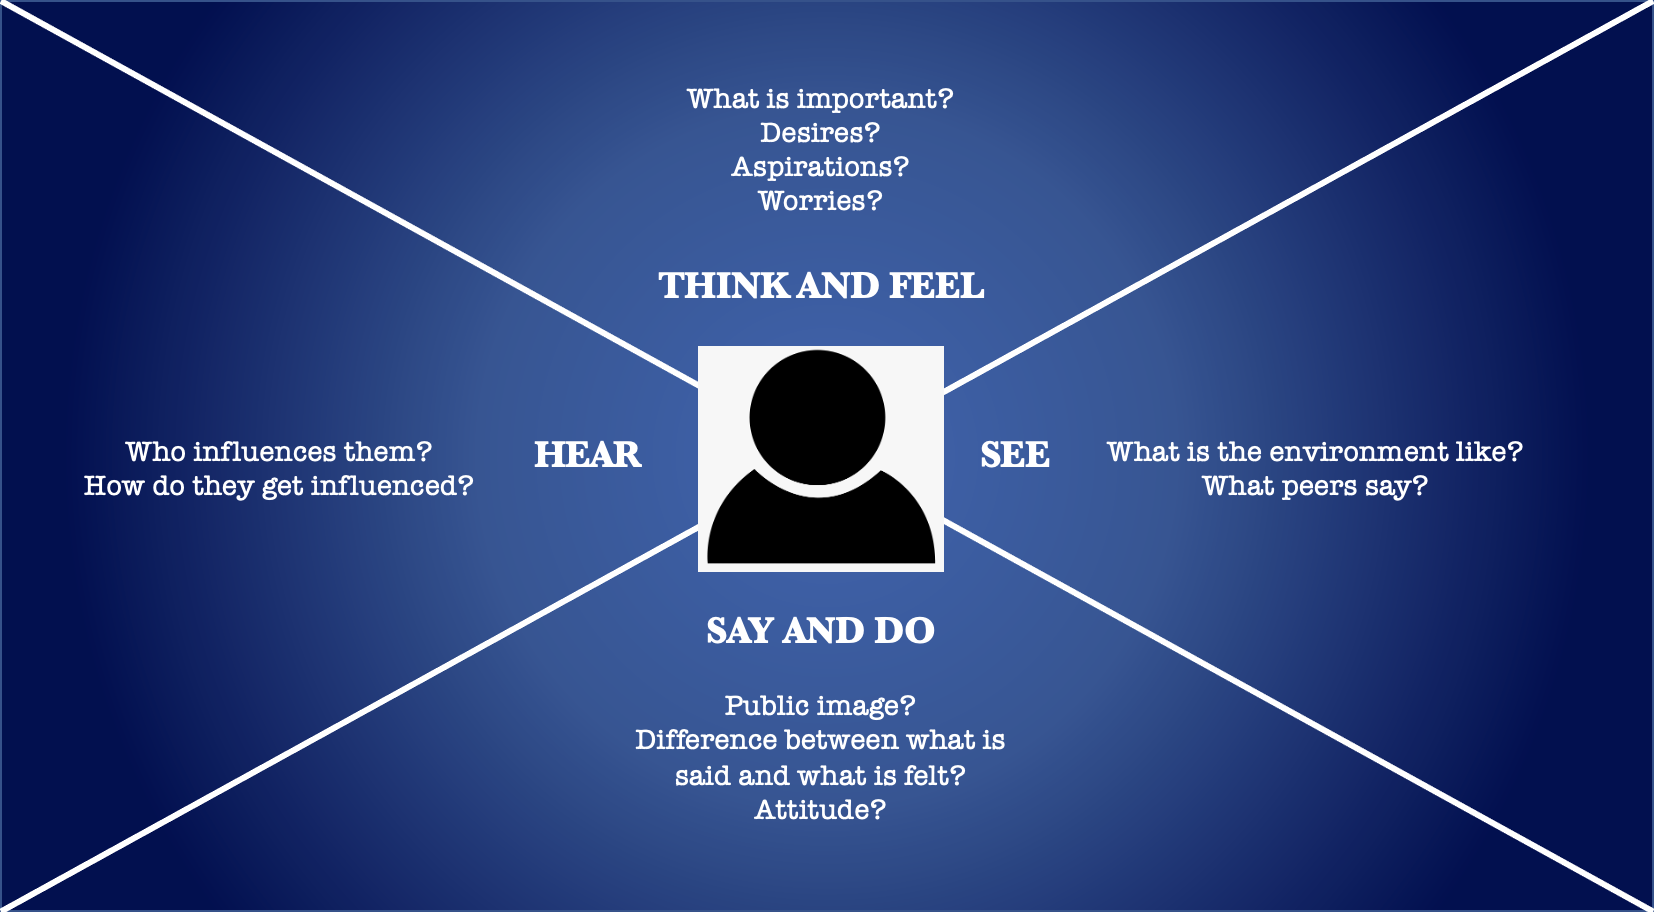 What is important?
Desires?
Aspirations?
Worries?
THINK AND FEEL
Who influences them?
How do they get influenced?
HEAR
SEE
What is the environment like?
What peers say?
SAY AND DO
Public image?
Difference between what is
said and what is felt?
Attitude?